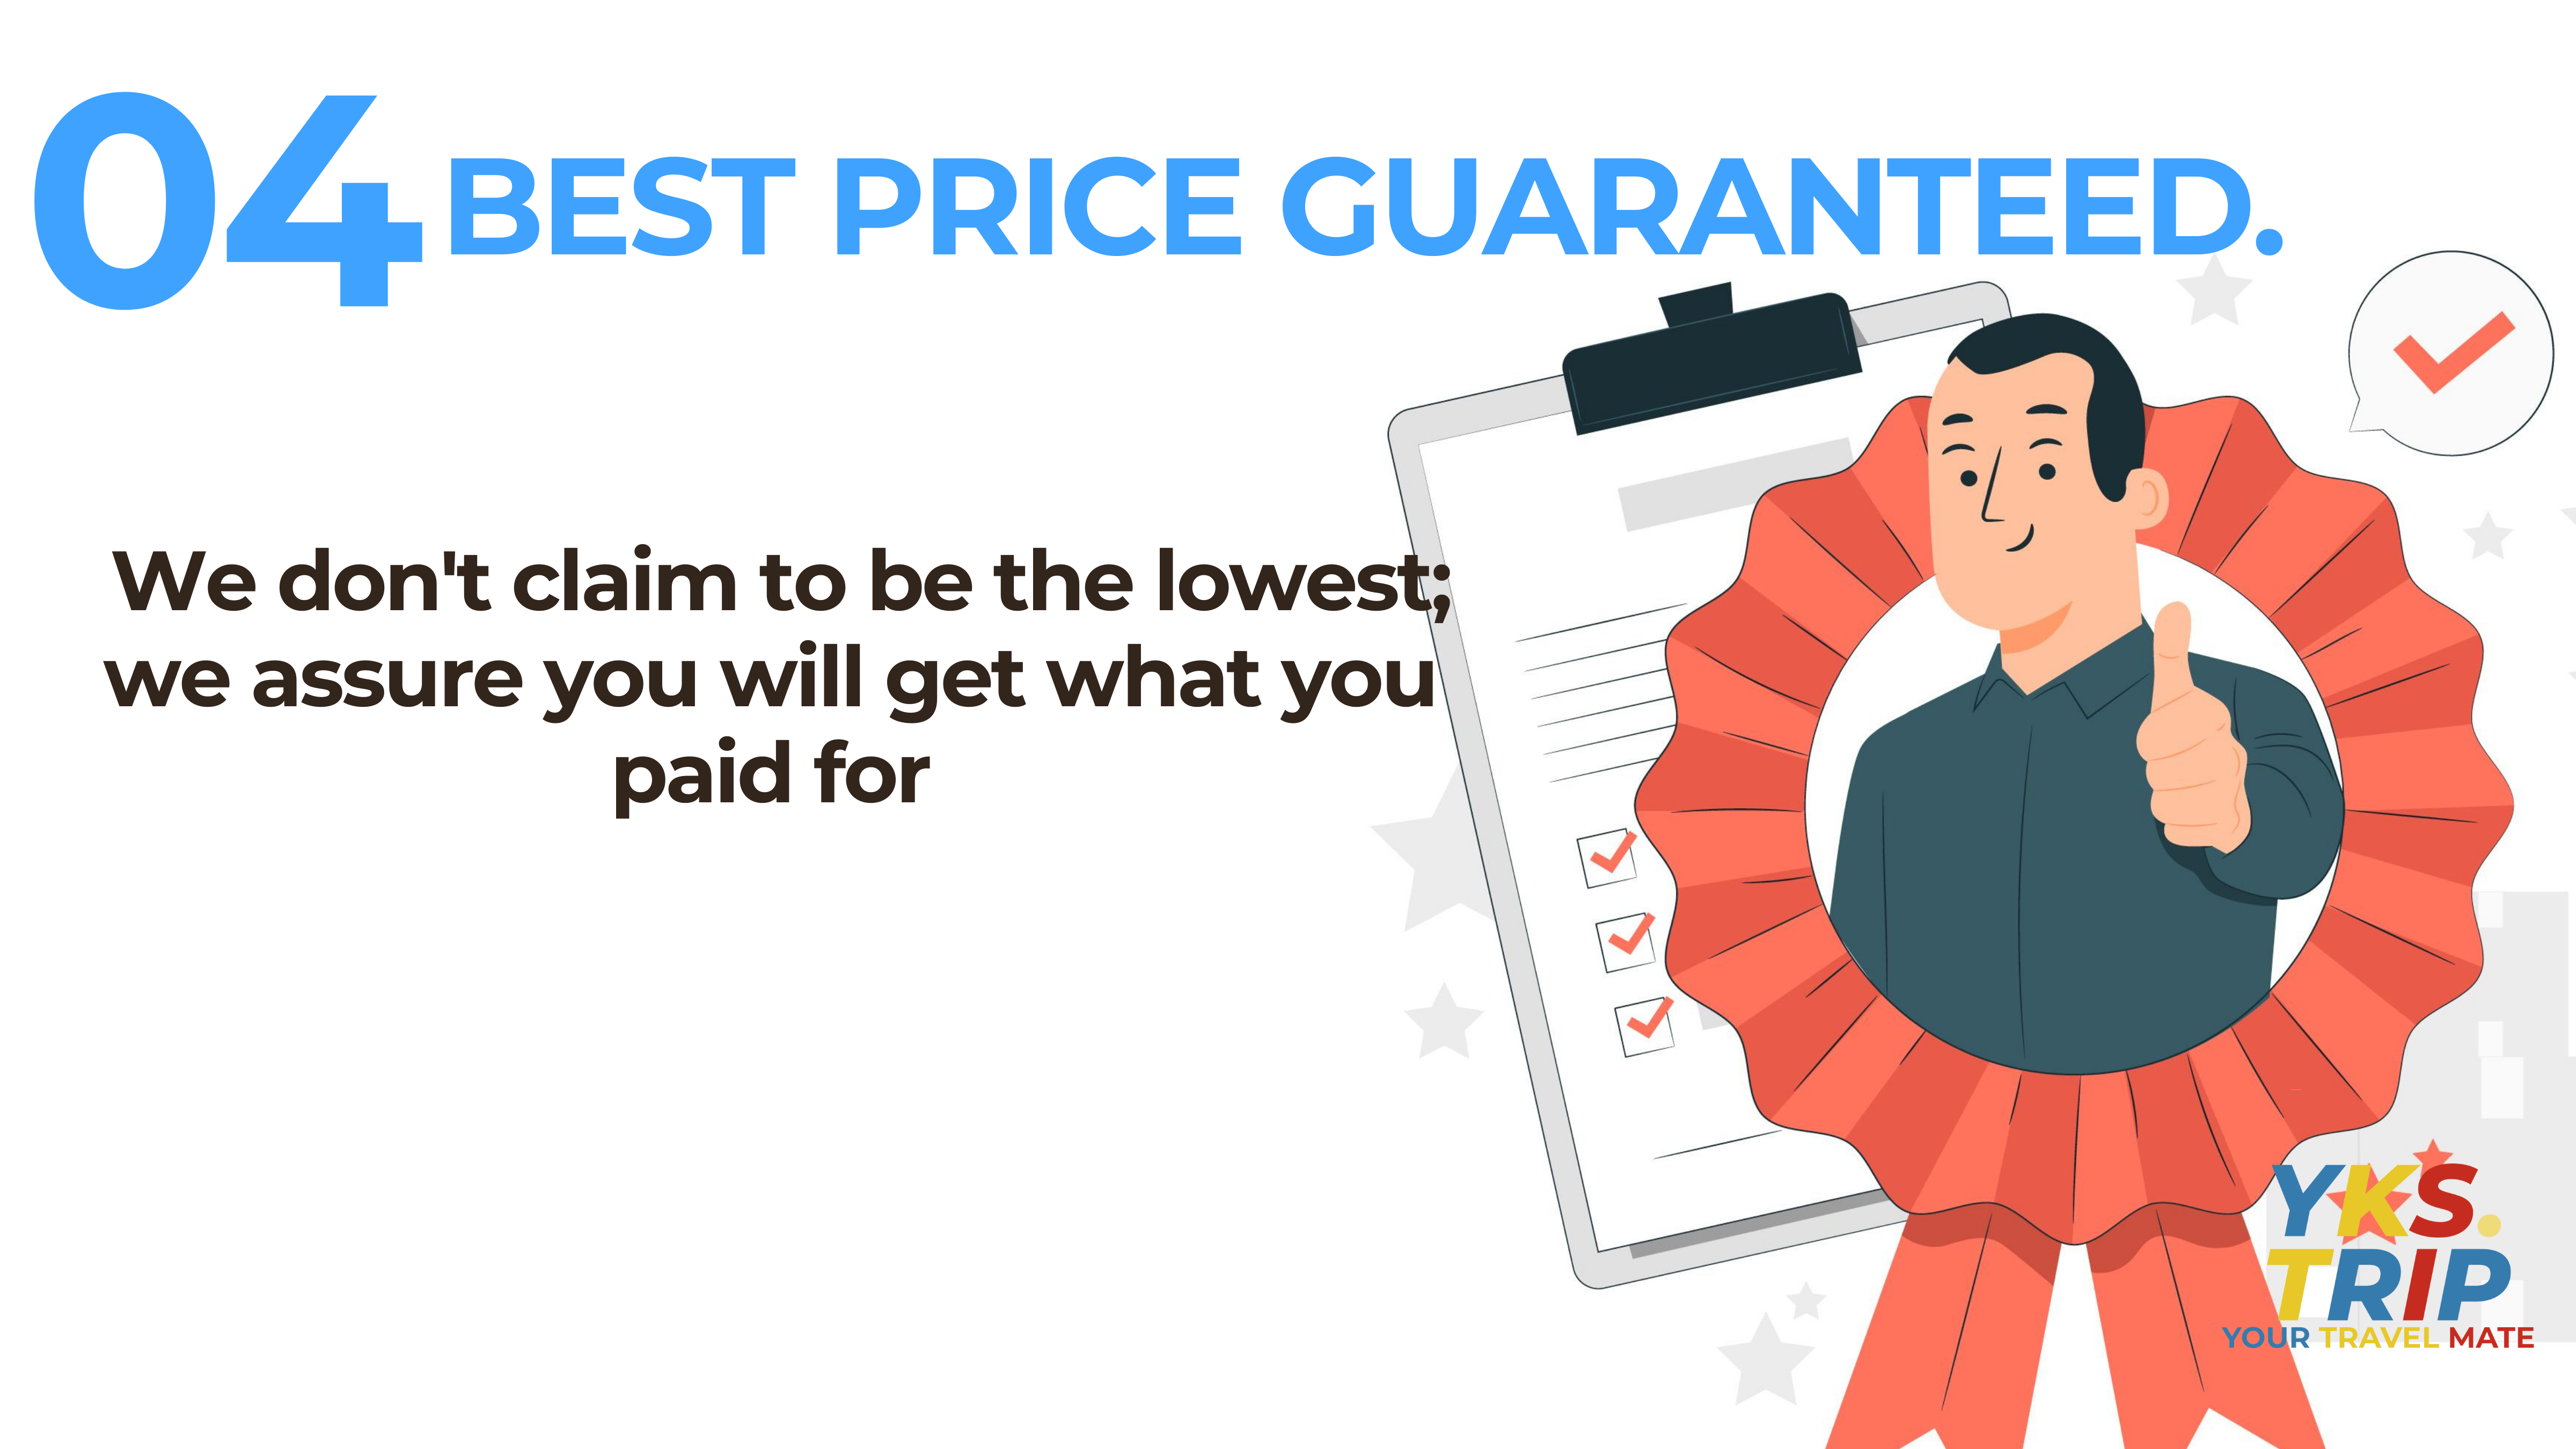 04 BEST PRICE GUARANTEED.
We don't claim to be the lowest;
we assure you will get what you
paid for
YKS.
TRIP
YOUR TRAVEL MATE